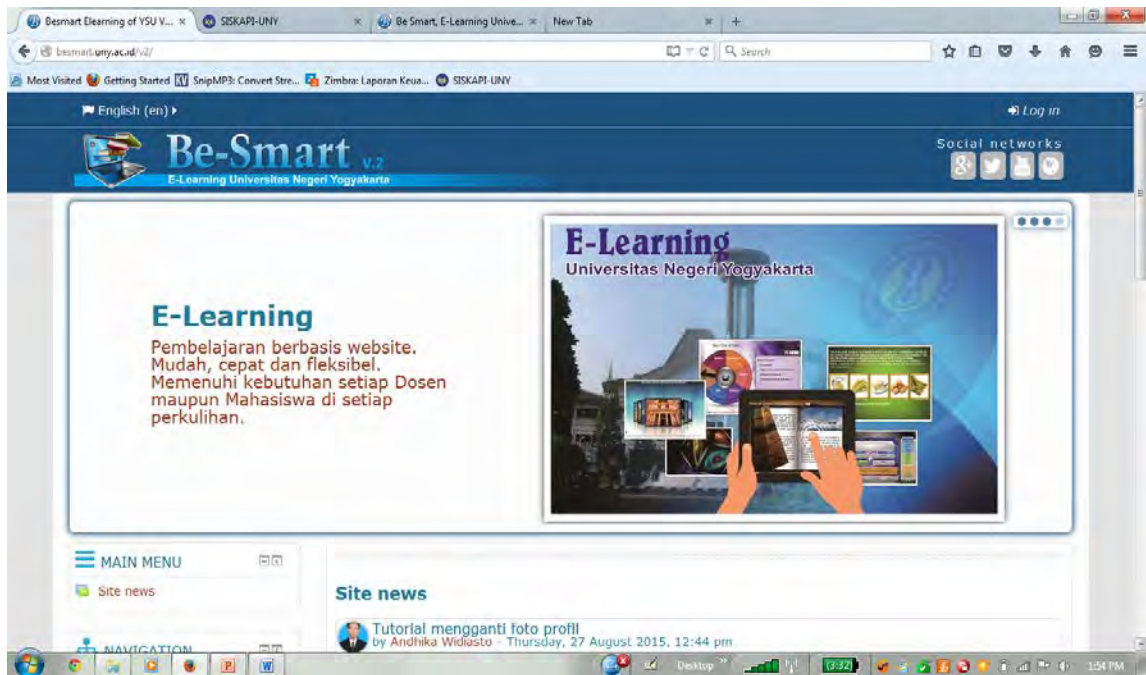 Besmart Elearning of YSU V... × SISKAPI-UNY × Be Smart, E-Learning Unive... × New Tab × +
besmart.uny.ac.id/v2/ Search
Most Visited Getting Started SnipMP3: Convert Stre... Zimbra: Laporan Keua... SISKAPI-UNY
English (en) Log in
Be-Smart v.2
E-Learning Universitas Negeri Yogyakarta
Social networks
E-Learning
Universitas Negeri Yogyakarta
E-Learning
Pembelajaran berbasis website.
Mudah, cepat dan fleksibel.
Memenuhi kebutuhan setiap Dosen
maupun Mahasiswa di setiap
perkulihan.
MAIN MENU
Site news
NAVIGATION
Site news
Tutorial mengganti foto profil
by Andhika Widiasto - Thursday, 27 August 2015, 12:44 pm
Desktop (3:32) 1:54 PM